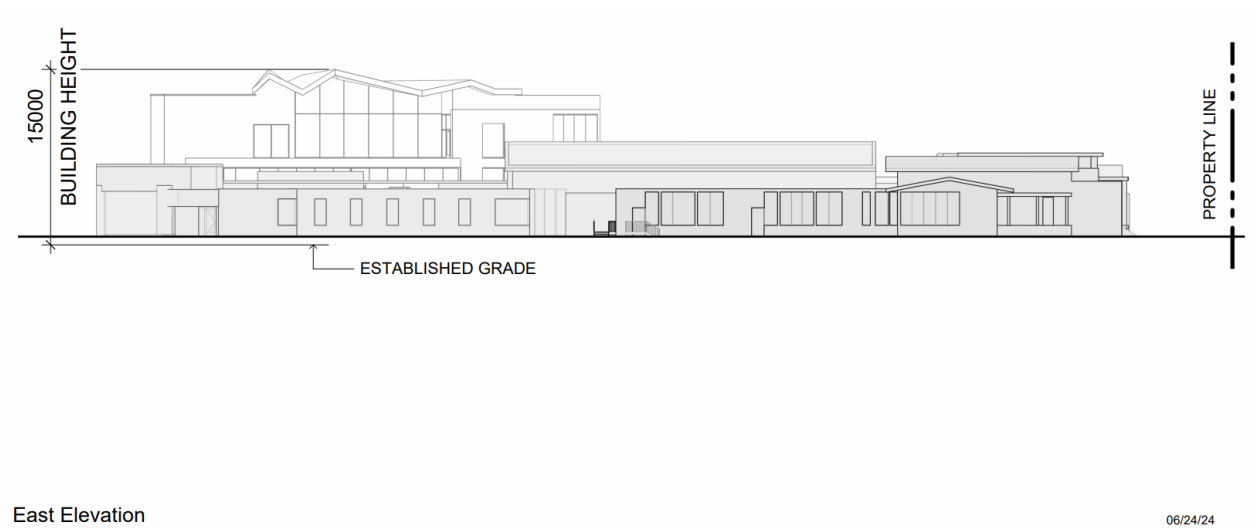 15000
BUILDING HEIGHT
PROPERTY LINE
ESTABLISHED GRADE
East Elevation
06/24/24